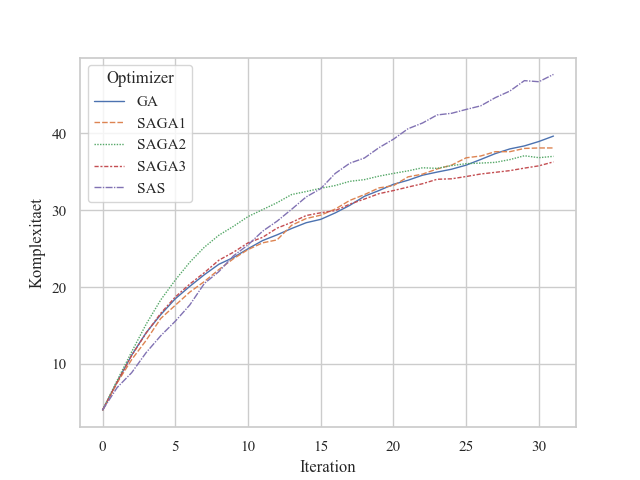 Optimizer
GA
SAGA1
SAGA2
SAGA3
SAS
Komplexitaet
40
30
20
10
0 5 10 15 20 25 30
Iteration